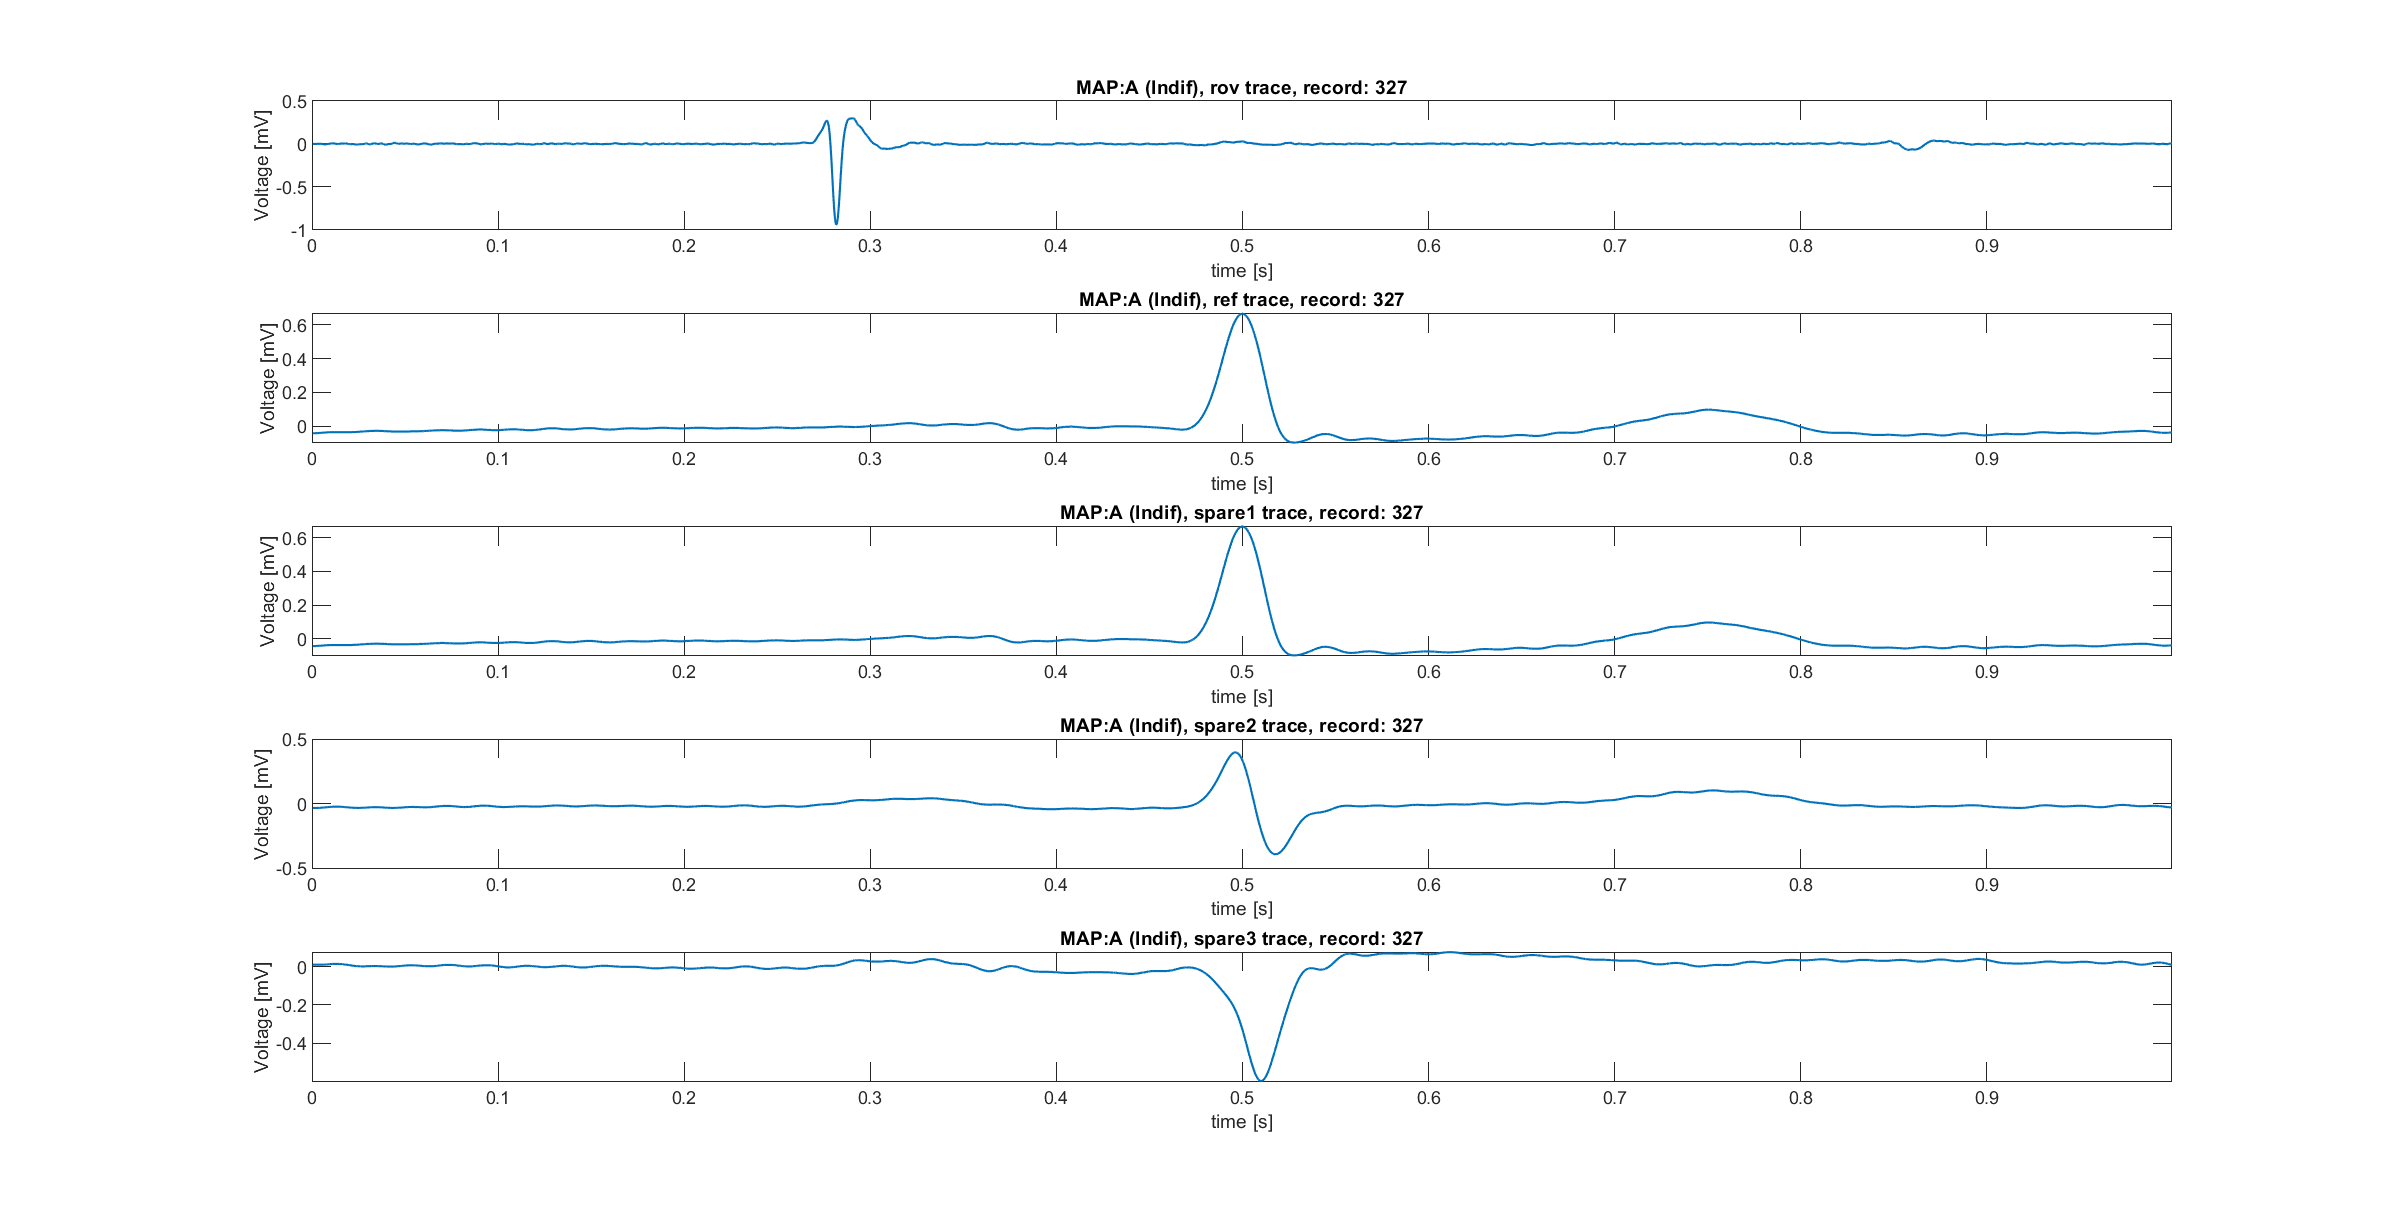 MAP:A (Indif), rov trace, record: 327
Voltage [mV]
0.5
0
-0.5
-1
0 0.1 0.2 0.3 0.4 0.5 0.6 0.7 0.8 0.9
time [s]
MAP:A (Indif), ref trace, record: 327
Voltage [mV]
0.6
0.4
0.2
0
0 0.1 0.2 0.3 0.4 0.5 0.6 0.7 0.8 0.9
time [s]
MAP:A (Indif), spare1 trace, record: 327
Voltage [mV]
0.6
0.4
0.2
0
0 0.1 0.2 0.3 0.4 0.5 0.6 0.7 0.8 0.9
time [s]
MAP:A (Indif), spare2 trace, record: 327
Voltage [mV]
0.5
0
-0.5
0 0.1 0.2 0.3 0.4 0.5 0.6 0.7 0.8 0.9
time [s]
MAP:A (Indif), spare3 trace, record: 327
Voltage [mV]
0
-0.2
-0.4
0 0.1 0.2 0.3 0.4 0.5 0.6 0.7 0.8 0.9
time [s]